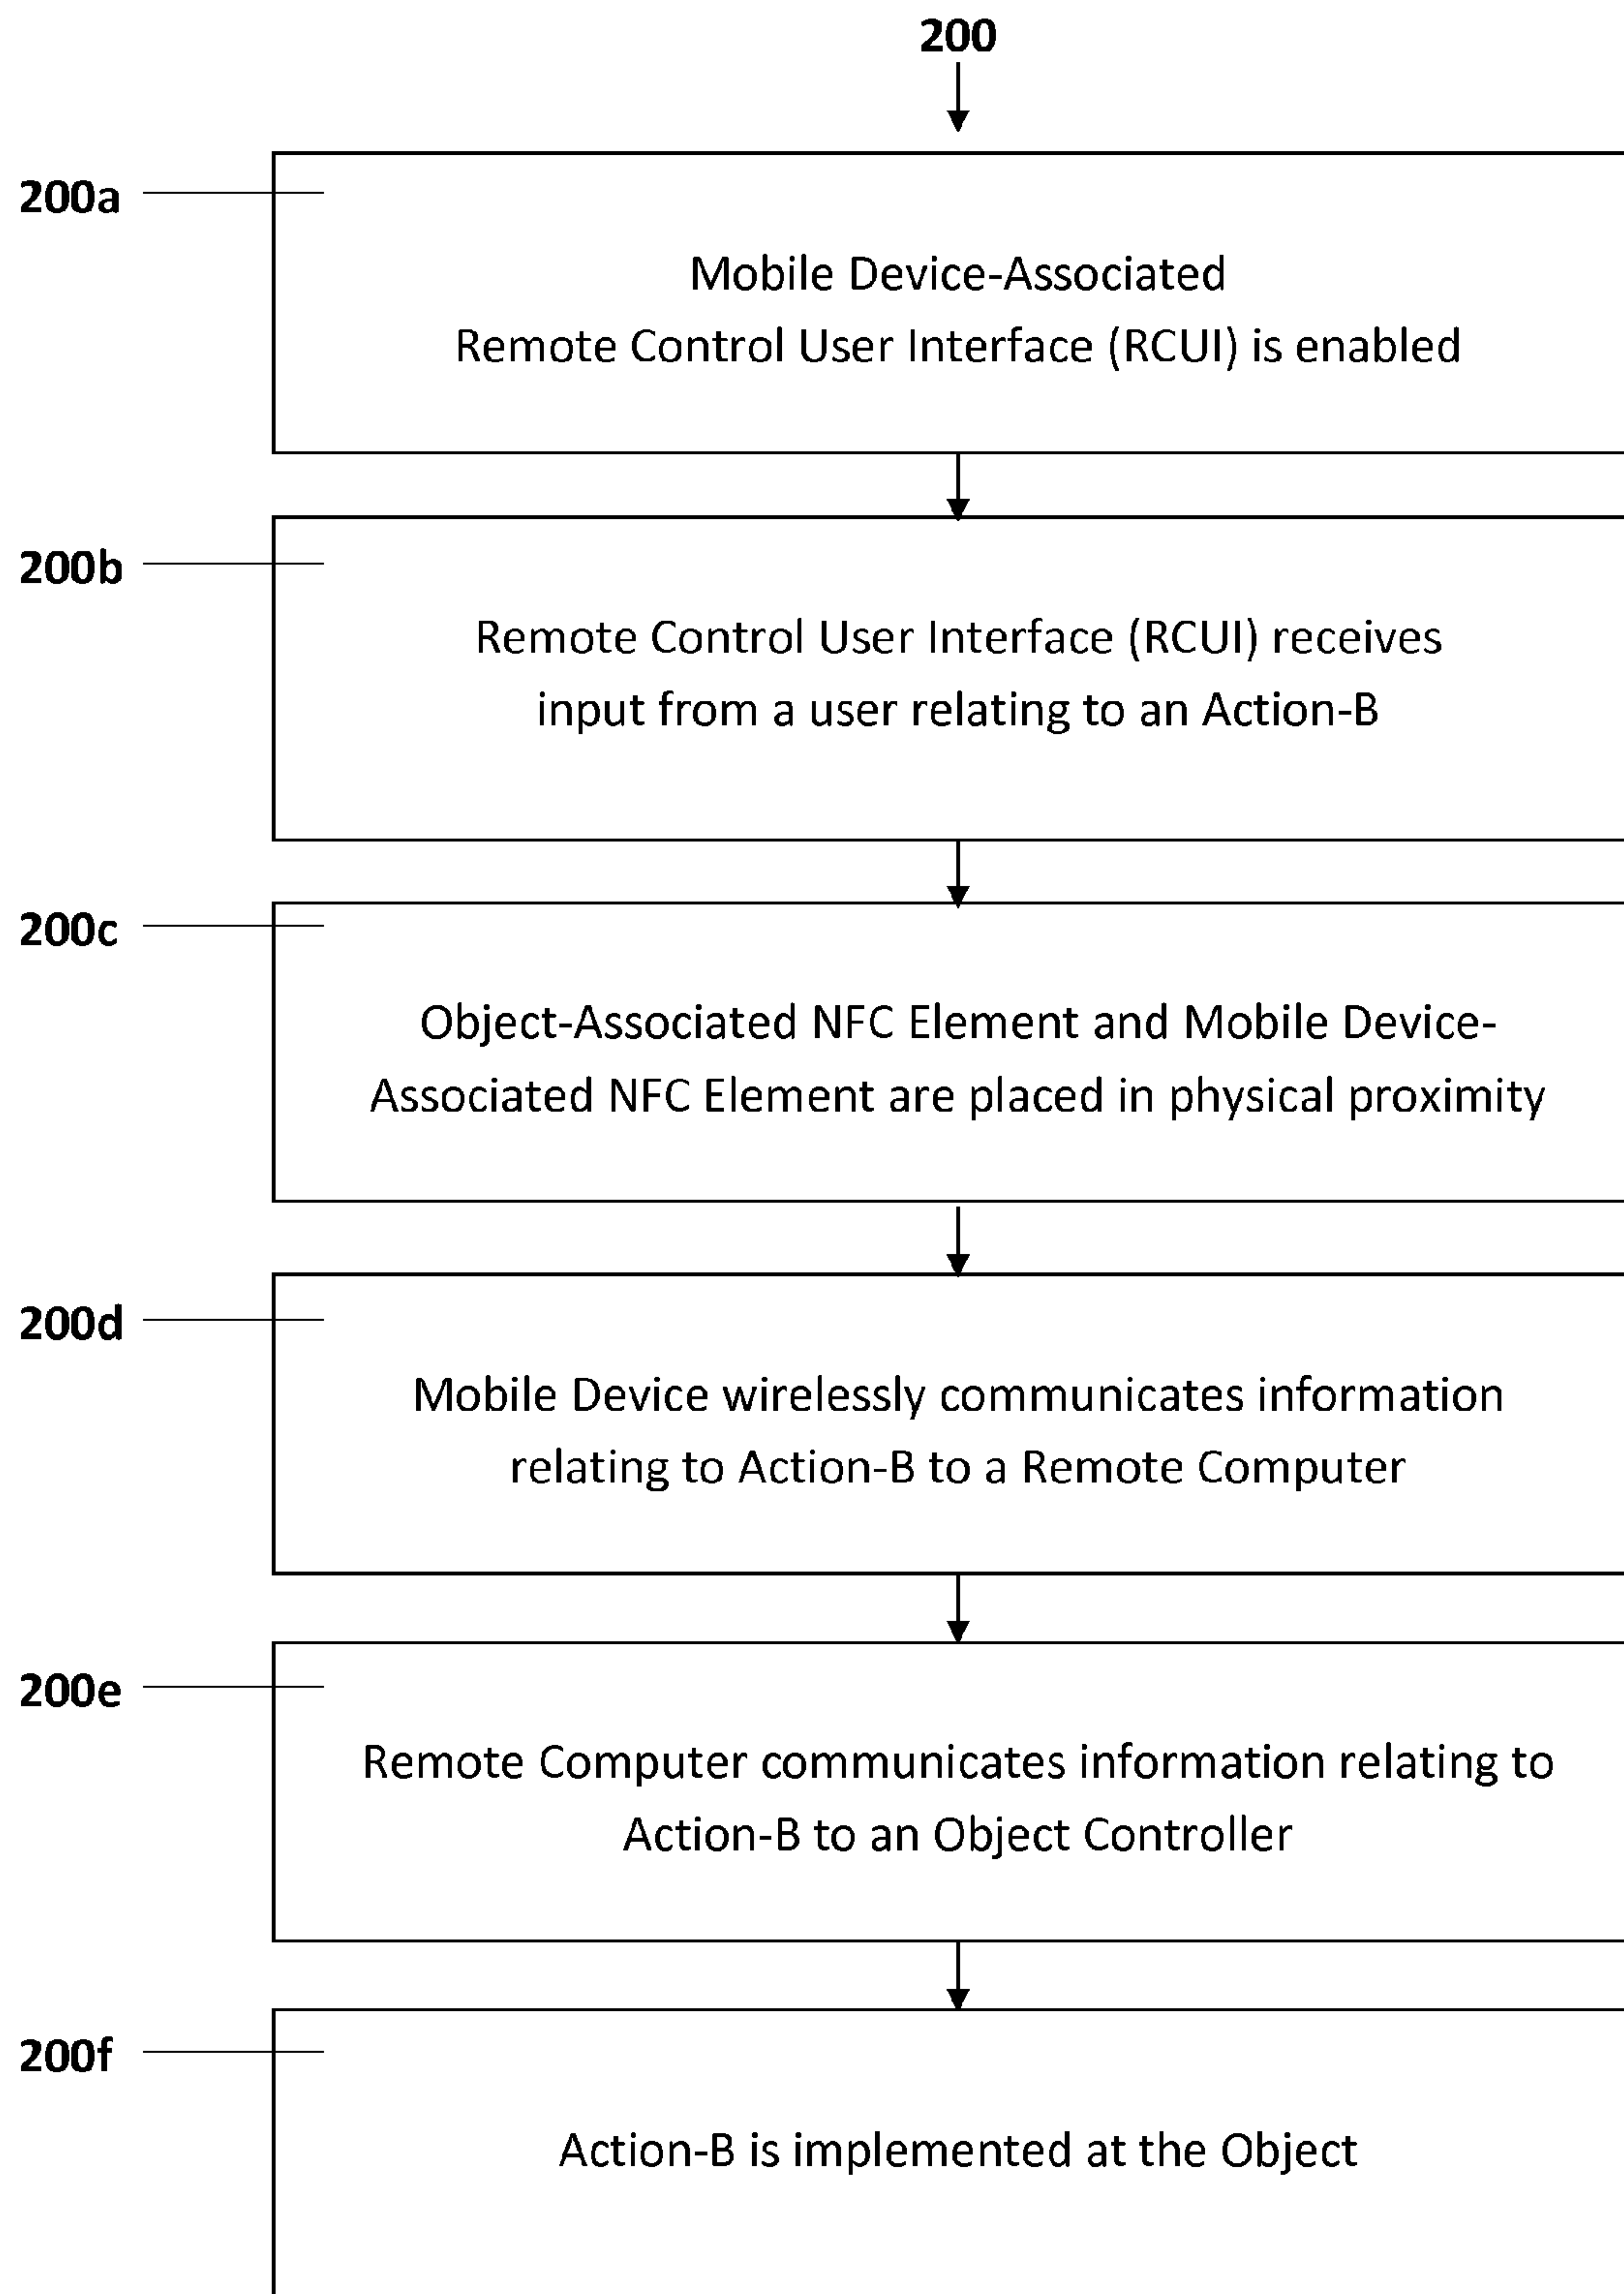 200
200a
Mobile Device-Associated
Remote Control User Interface (RCUI) is enabled
200b
Remote Control User Interface (RCUI) receives
input from a user relating to an Action-B
200c
Object-Associated NFC Element and Mobile Device-
Associated NFC Element are placed in physical proximity
200d
Mobile Device wirelessly communicates information
relating to Action-B to a Remote Computer
200e
Remote Computer communicates information relating to
Action-B to an Object Controller
200f
Action-B is implemented at the Object